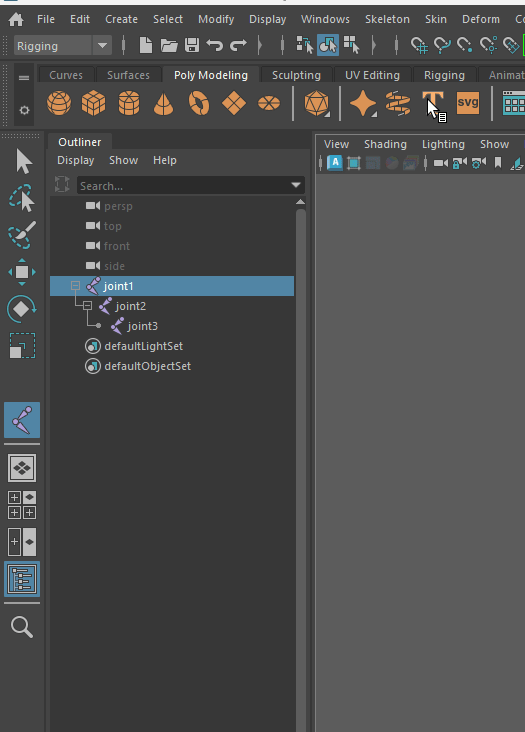 File Edit Create Select Modify Display Windows Skeleton Skin Deform
Rigging
Curves Surfaces Poly Modeling Sculpting UV Editing Rigging Animat
T svg
Outliner
Display Show Help
Search...
persp
top
front
side
joint1
joint2
joint3
defaultLightSet
defaultObjectSet
View Shading Lighting Show
A